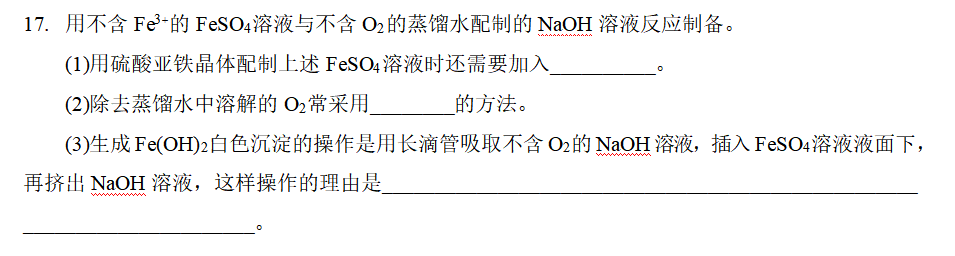 17. 用不含 Fe³⁺的 FeSO₄溶液与不含 O₂的蒸馏水配制的 NaOH 溶液反应制备。
(1)用硫酸亚铁晶体配制上述 FeSO₄溶液时还需要加入__________。
(2)除去蒸馏水中溶解的 O₂常采用________的方法。
(3)生成 Fe(OH)₂白色沉淀的操作是用长滴管吸取不含 O₂的 NaOH 溶液，插入 FeSO₄溶液液面下，
再挤出 NaOH 溶液，这样操作的理由是__________________________________________________
______________________。